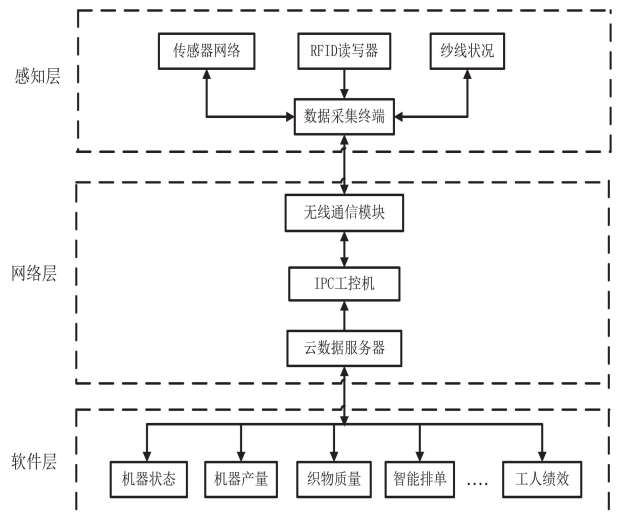 感知层
传感器网络
RFID读写器
纱线状况
数据采集终端
网络层
无线通信模块
IPC工控机
云数据服务器
软件层
机器状态
机器产量
织物质量
智能排单
....
工人绩效